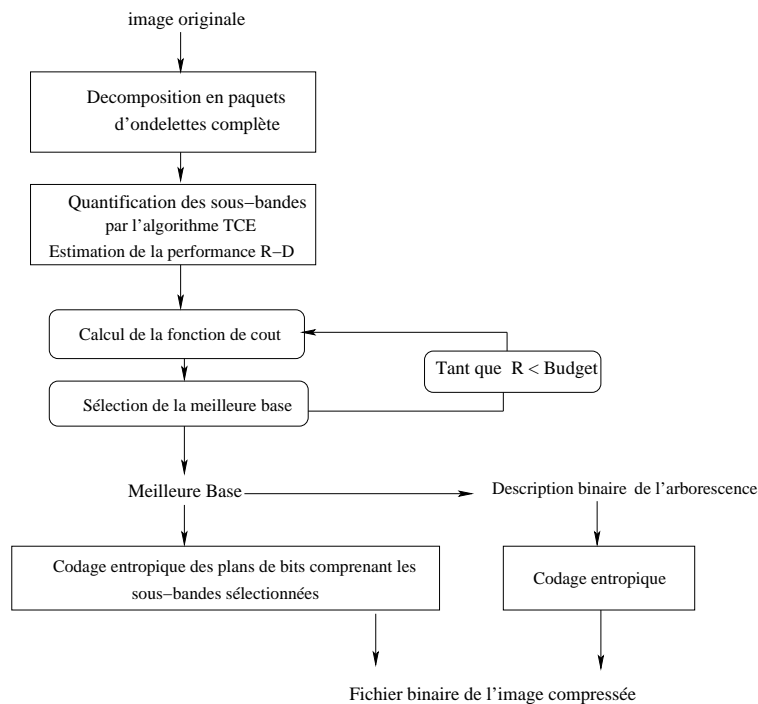 image originale
Decomposition en paquets
d'ondelettes complète
Quantification des sous−bandes
par l'algorithme TCE
Estimation de la performance R−D
Calcul de la fonction de cout
Tant que R < Budget
Sélection de la meilleure base
Meilleure Base
Description binaire de l'arborescence
Codage entropique des plans de bits comprenant les
sous−bandes sélectionnées
Codage entropique
Fichier binaire de l'image compressée